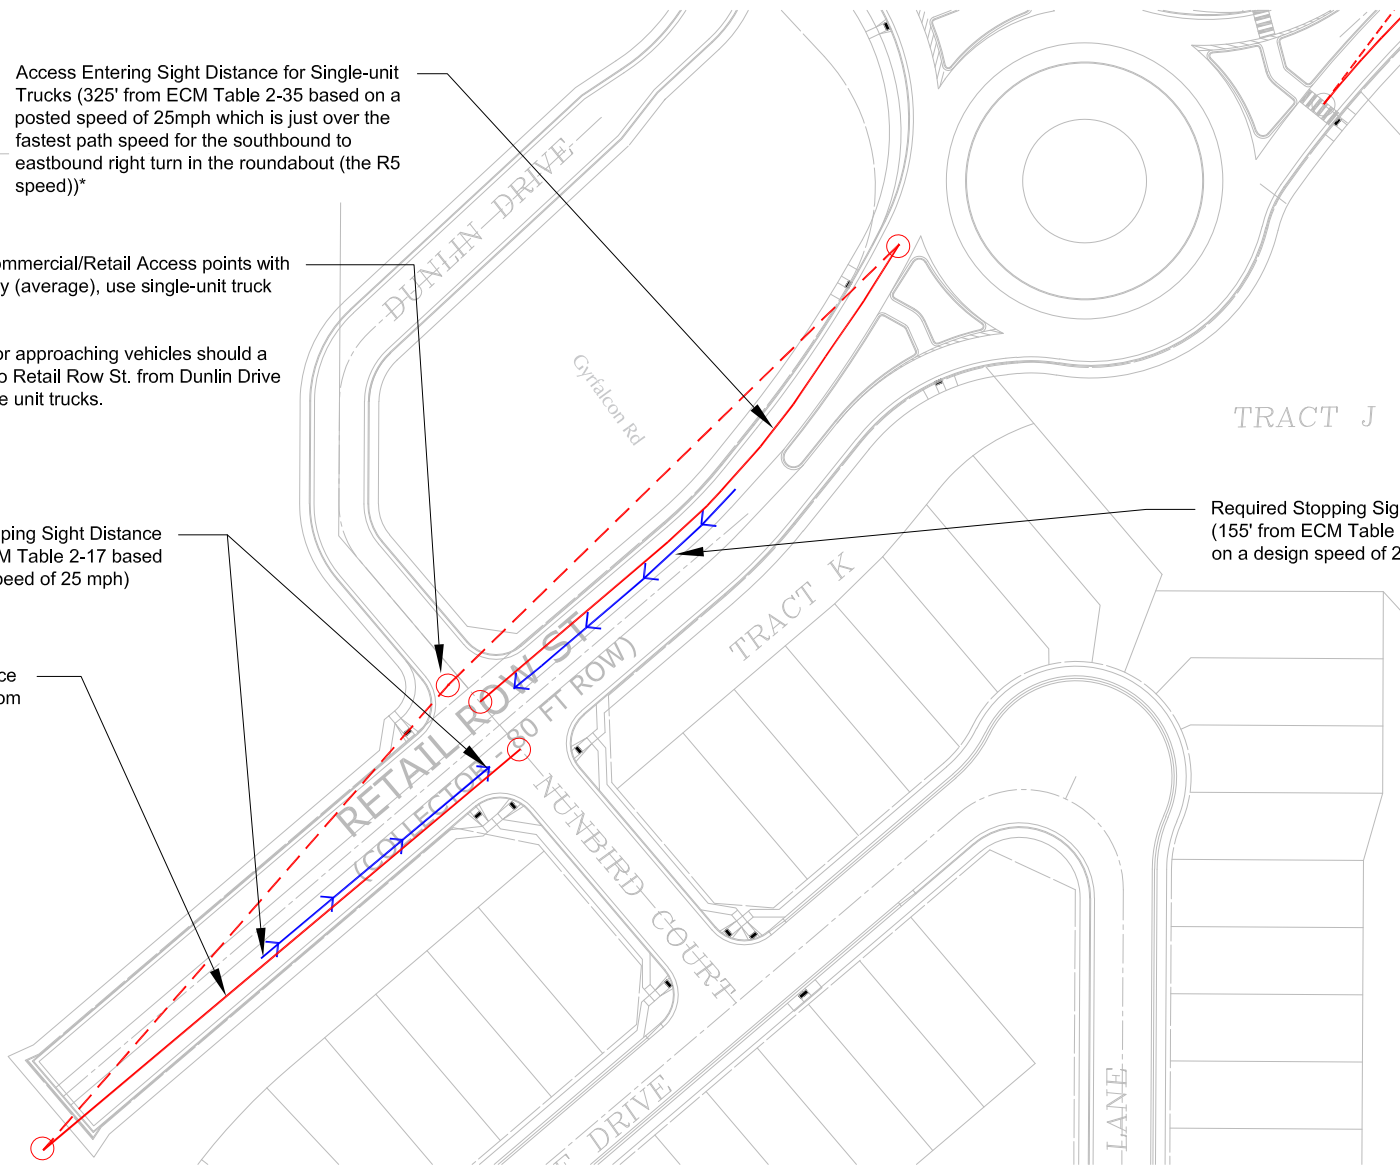 Access Entering Sight Distance for Single-unit
Trucks (325' from ECM Table 2-35 based on a
posted speed of 25mph which is just over the
fastest path speed for the southbound to
eastbound right turn in the roundabout (the R5
speed))*
ommercial/Retail Access points with
y (average), use single-unit truck
or approaching vehicles should a
o Retail Row St. from Dunlin Drive
e unit trucks.
pping Sight Distance
M Table 2-17 based
peed of 25 mph)
ce
om
Required Stopping Sig
(155' from ECM Table
on a design speed of 2
DUNLIN DRIVE
Gyrfalcon Rd
TRACT J
TRACT K
RETAIL ROW ST
(COLLECTOR - 80 FT ROW)
NUNBIRD COURT
E DRIVE
LANE